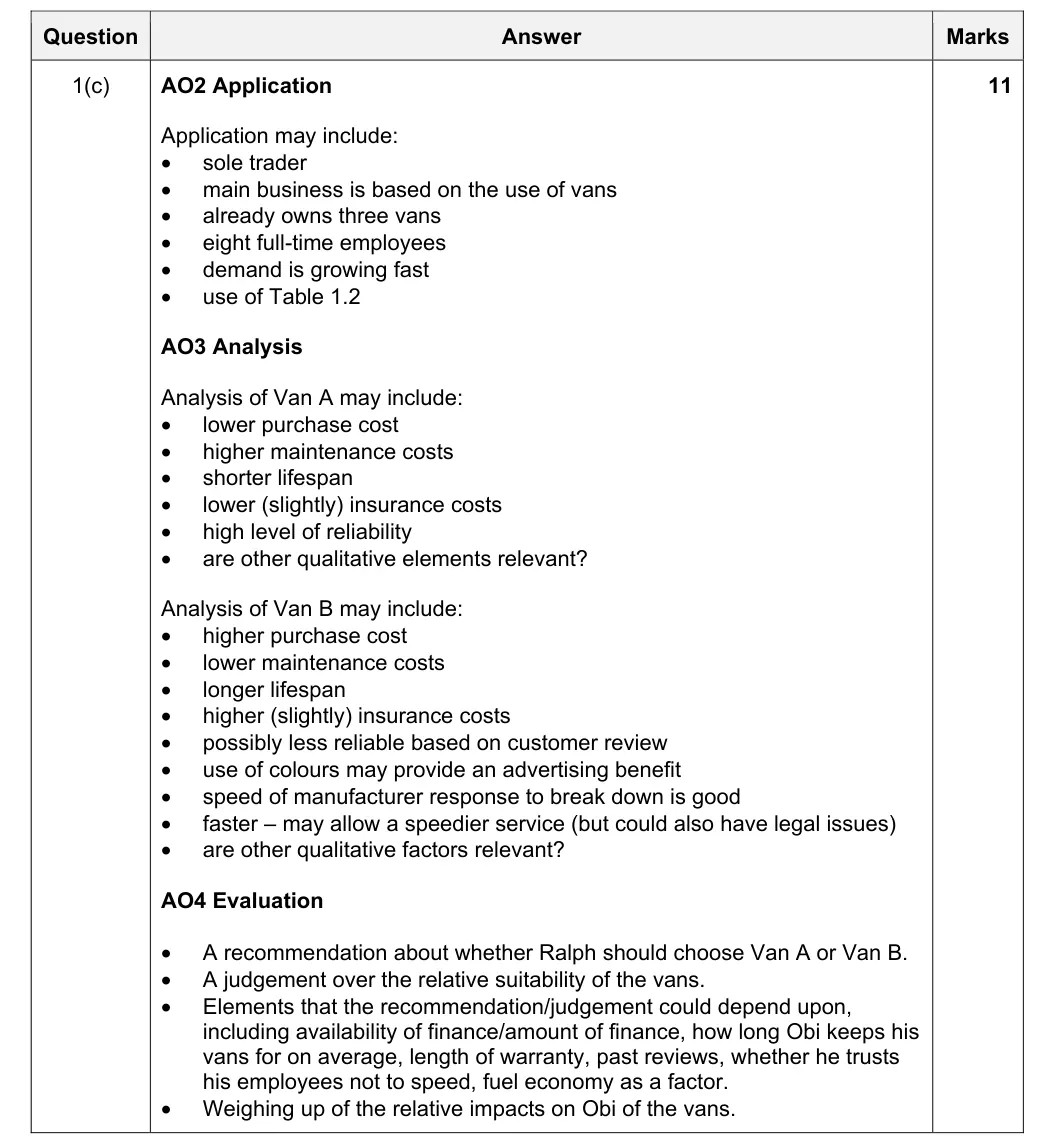 Question Answer Marks
1(c) AO2 Application 11
Application may include:
• sole trader
• main business is based on the use of vans
• already owns three vans
• eight full-time employees
• demand is growing fast
• use of Table 1.2
AO3 Analysis
Analysis of Van A may include:
• lower purchase cost
• higher maintenance costs
• shorter lifespan
• lower (slightly) insurance costs
• high level of reliability
• are other qualitative elements relevant?
Analysis of Van B may include:
• higher purchase cost
• lower maintenance costs
• longer lifespan
• higher (slightly) insurance costs
• possibly less reliable based on customer review
• use of colours may provide an advertising benefit
• speed of manufacturer response to break down is good
• faster – may allow a speedier service (but could also have legal issues)
• are other qualitative factors relevant?
AO4 Evaluation
• A recommendation about whether Ralph should choose Van A or Van B.
• A judgement over the relative suitability of the vans.
• Elements that the recommendation/judgement could depend upon,
including availability of finance/amount of finance, how long Obi keeps his
vans for on average, length of warranty, past reviews, whether he trusts
his employees not to speed, fuel economy as a factor.
• Weighing up of the relative impacts on Obi of the vans.